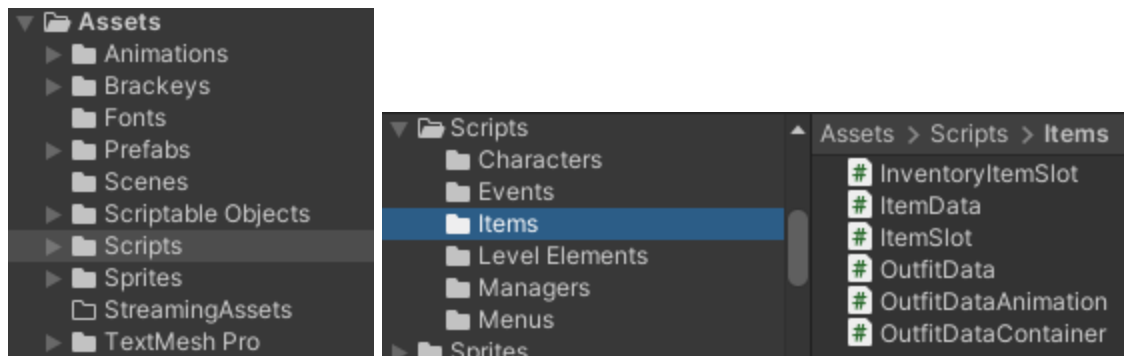 Assets
Animations
Brackeys
Fonts
Prefabs
Scenes
Scriptable Objects
Scripts
Sprites
StreamingAssets
TextMesh Pro
Scripts
Characters
Events
Items
Level Elements
Managers
Menus
Sprites
Assets > Scripts > Items
# InventoryItemSlot
# ItemData
# ItemSlot
# OutfitData
# OutfitDataAnimation
# OutfitDataContainer